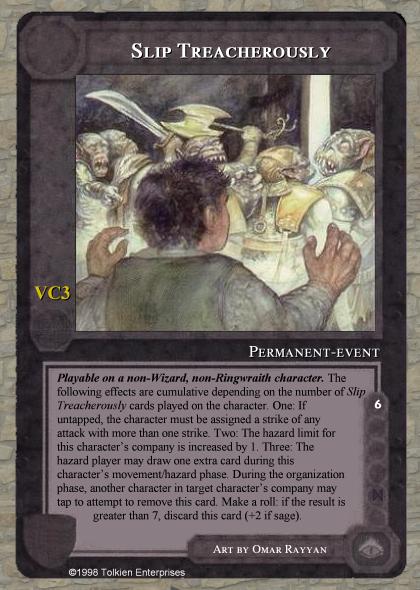 Slip Treacherously
VC3
Permanent-event
Playable on a non-Wizard, non-Ringwraith character. The
following effects are cumulative depending on the number of Slip
Treacherously cards played on the character. One: If
6
untapped, the character must be assigned a strike of any
attack with more than one strike. Two: The hazard limit for
this character's company is increased by 1. Three: The
hazard player may draw one extra card during this
character's movement/hazard phase. During the organization
phase, another character in target character's company may
tap to attempt to remove this card. Make a roll: if the result is
greater than 7, discard this card (+2 if sage).
Art by Omar Rayyan
©1998 Tolkien Enterprises